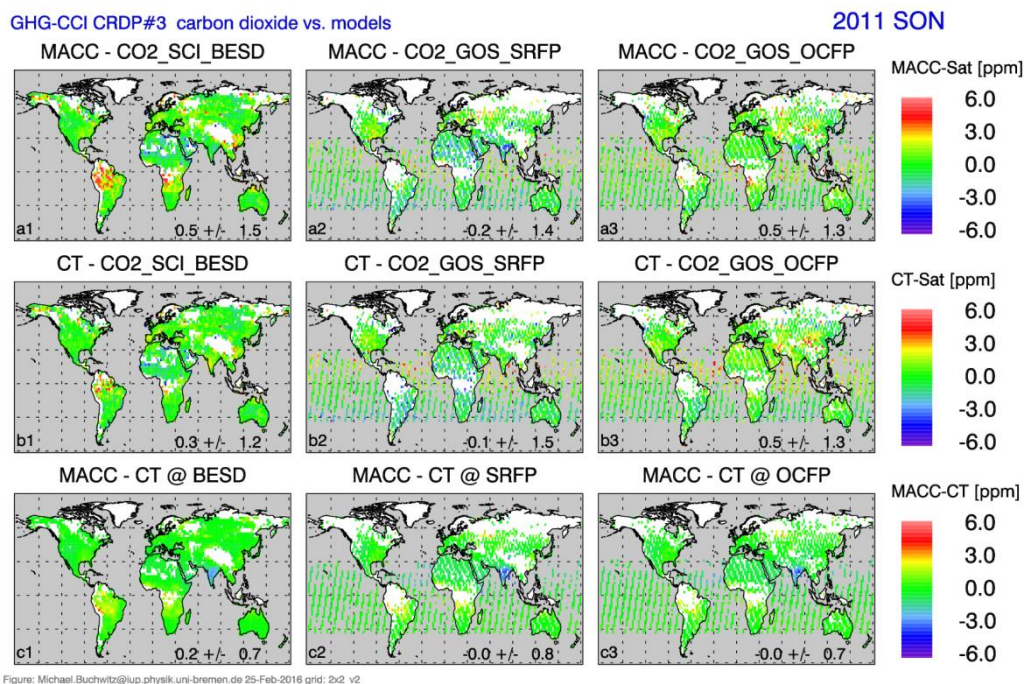 GHG-CCI CRDP#3 carbon dioxide vs. models
2011 SON
MACC - CO2_SCI_BESD
MACC - CO2_GOS_SRFP
MACC - CO2_GOS_OCFP
MACC-Sat [ppm]
6.0
3.0
0.0
-3.0
-6.0
a1
0.5 +/- 1.5
a2
-0.2 +/- 1.4
a3
0.5 +/- 1.3
CT - CO2_SCI_BESD
CT - CO2_GOS_SRFP
CT - CO2_GOS_OCFP
CT-Sat [ppm]
6.0
3.0
0.0
-3.0
-6.0
b1
0.3 +/- 1.2
b2
-0.1 +/- 1.5
b3
0.5 +/- 1.3
MACC - CT @ BESD
MACC - CT @ SRFP
MACC - CT @ OCFP
MACC-CT [ppm]
6.0
3.0
0.0
-3.0
-6.0
c1
0.2 +/- 0.7
c2
-0.0 +/- 0.8
c3
-0.0 +/- 0.7
Figure: Michael.Buchwitz@iup.physik.uni-bremen.de 25-Feb-2016 grid: 2x2 v2